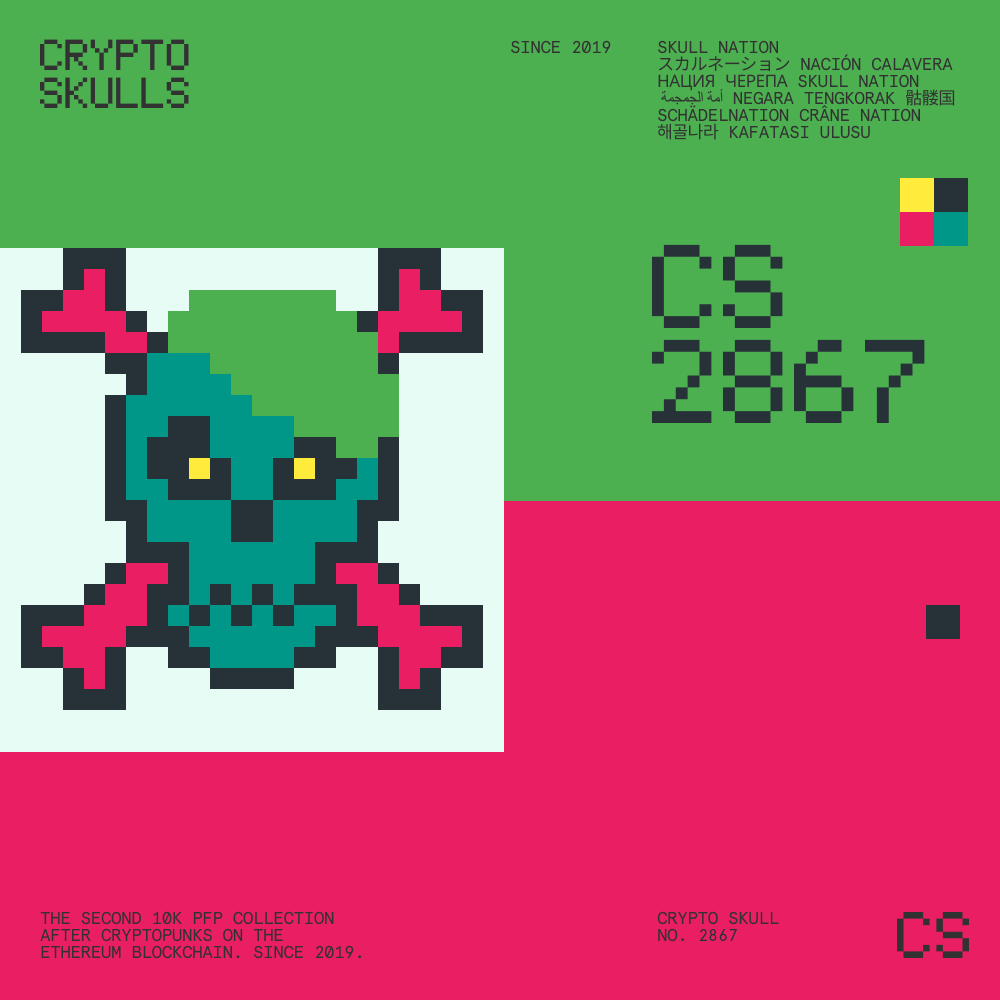 CRYPTO
SKULLS
SINCE 2019
SKULL NATION
スカルネーション NACIÓN CALAVERA
НАЦИЯ ЧЕРЕПА SKULL NATION
أمة الجمجمة NEGARA TENGKORAK 骷髅国
SCHÄDELNATION CRÂNE NATION
해골나라 KAFATASI ULUSU
CS
2867
THE SECOND 10K PFP COLLECTION
AFTER CRYPTOPUNKS ON THE
ETHEREUM BLOCKCHAIN. SINCE 2019.
CRYPTO SKULL
NO. 2867
CS